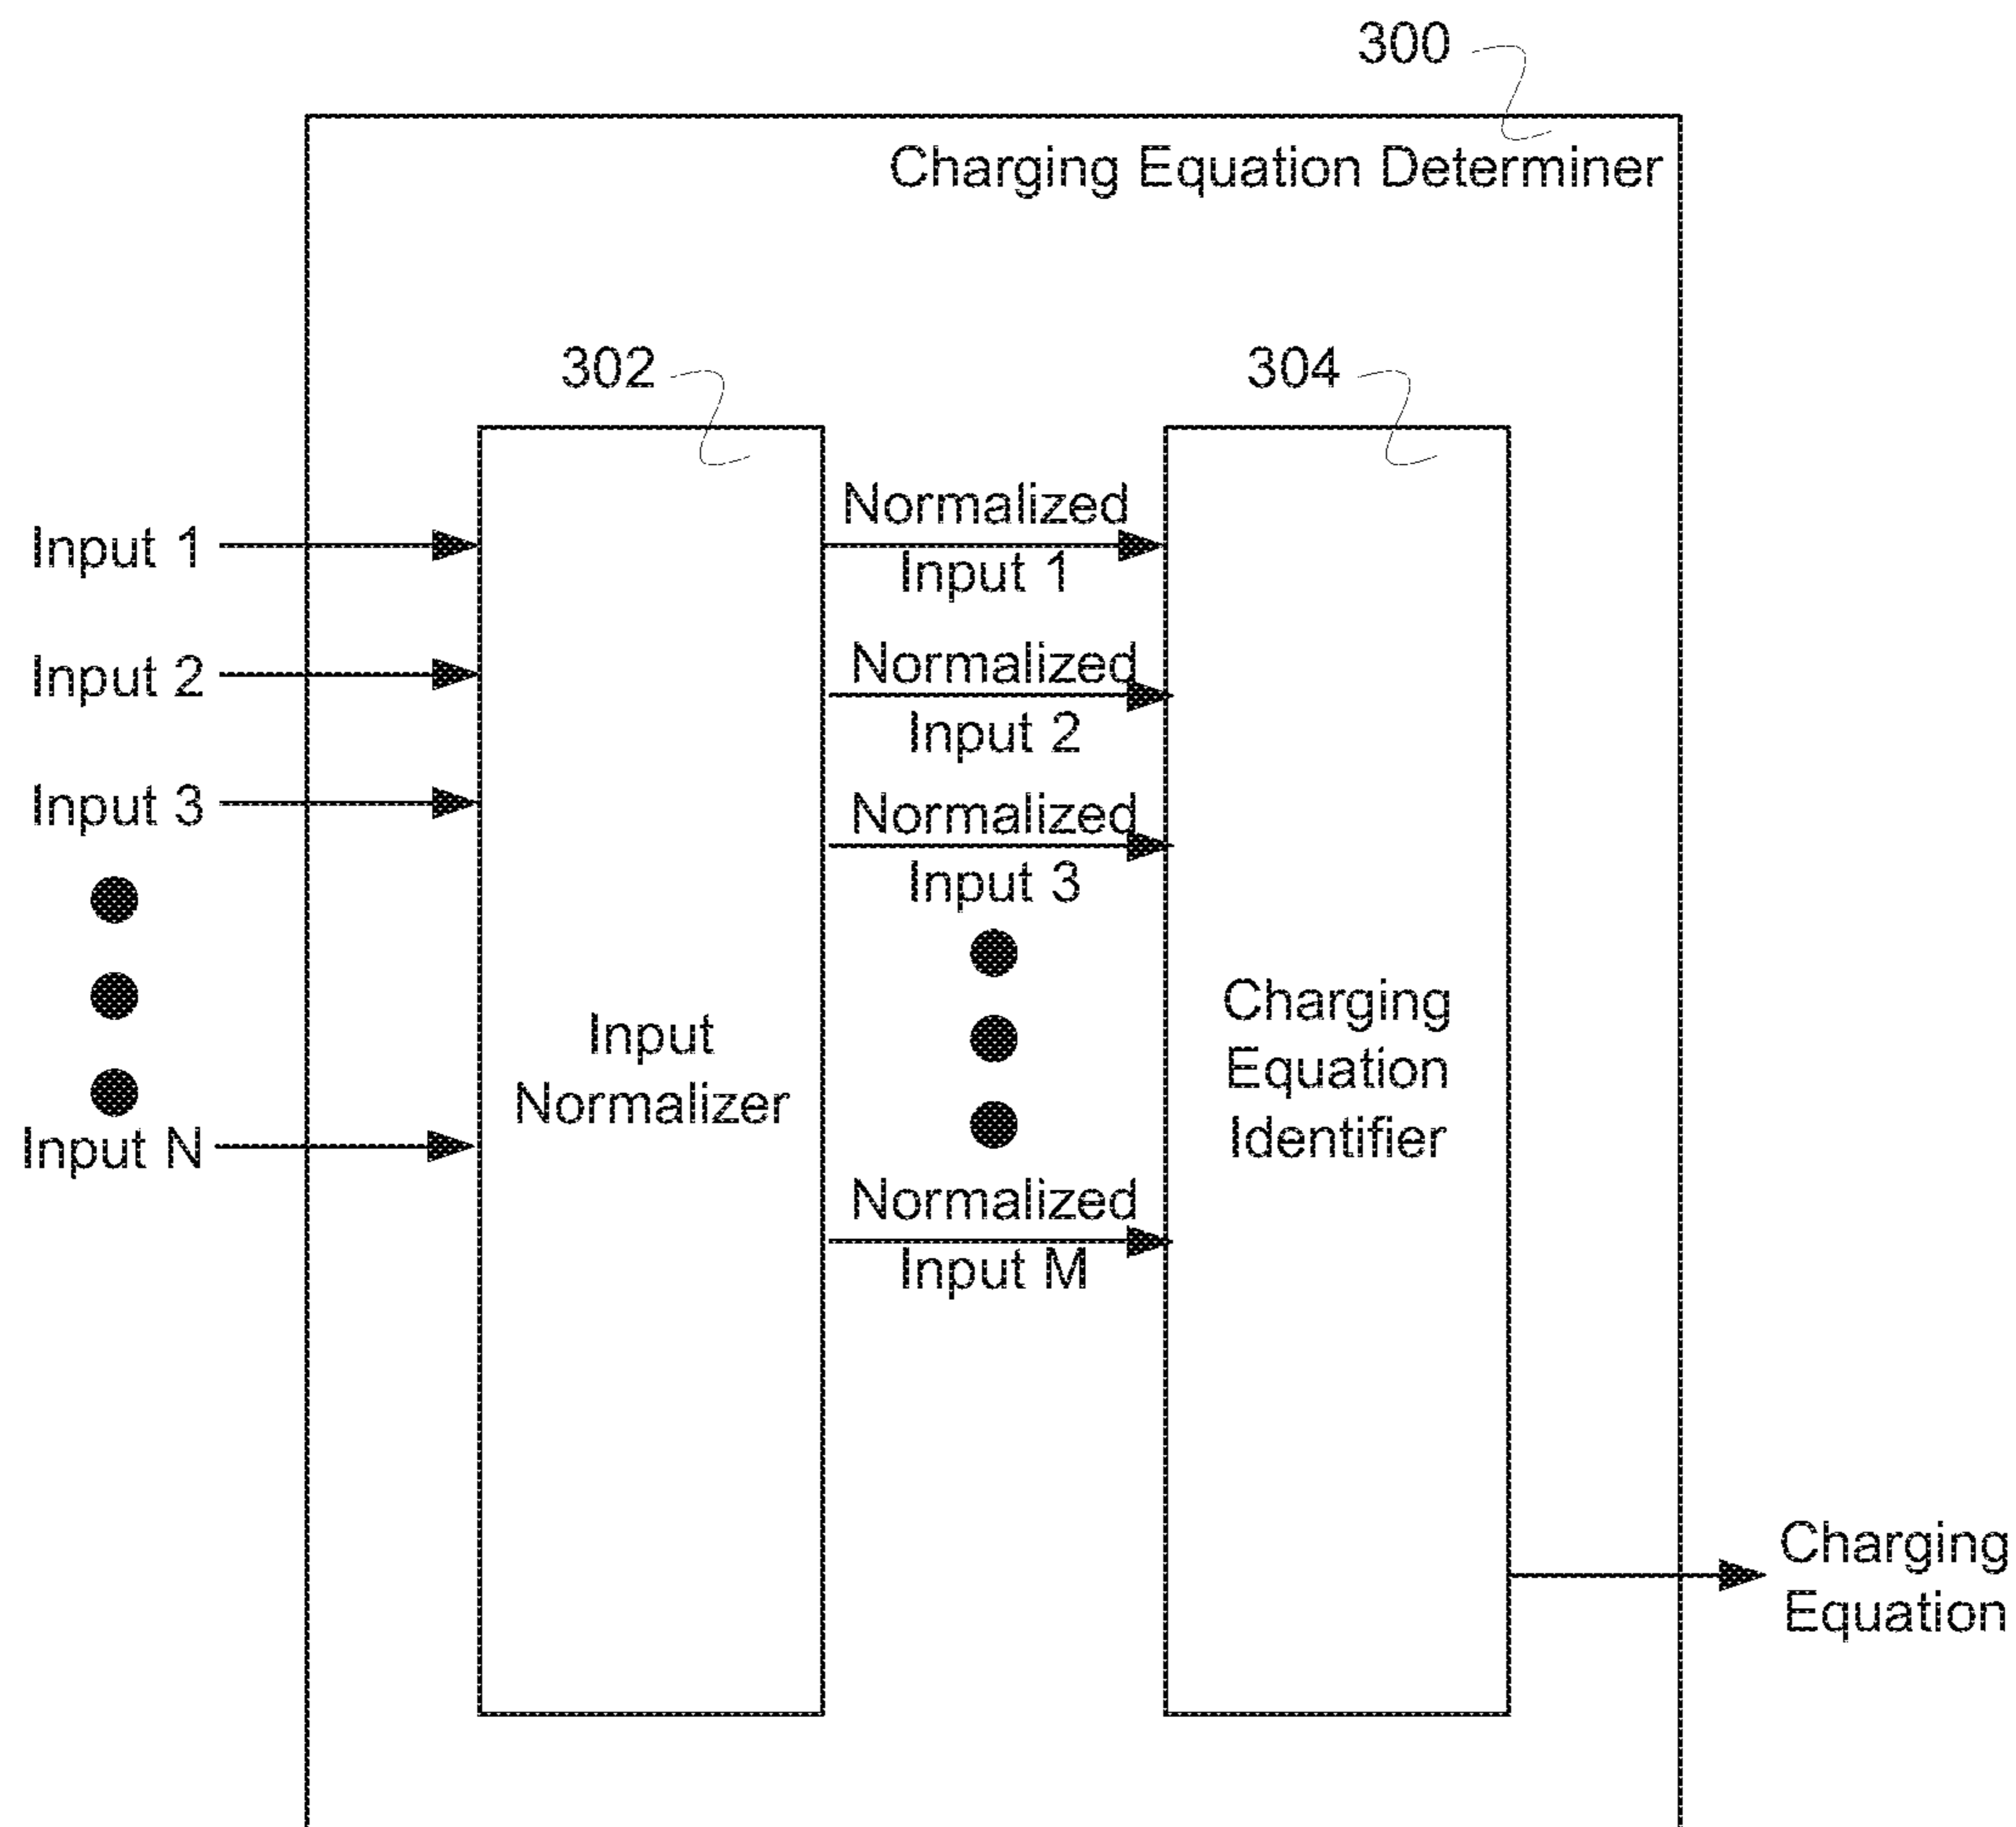 300
Charging Equation Determiner
302
304
Input 1
Input 2
Input 3
Input N
Input
Normalizer
Normalized
Input 1
Normalized
Input 2
Normalized
Input 3
Normalized
Input M
Charging
Equation
Identifier
Charging
Equation